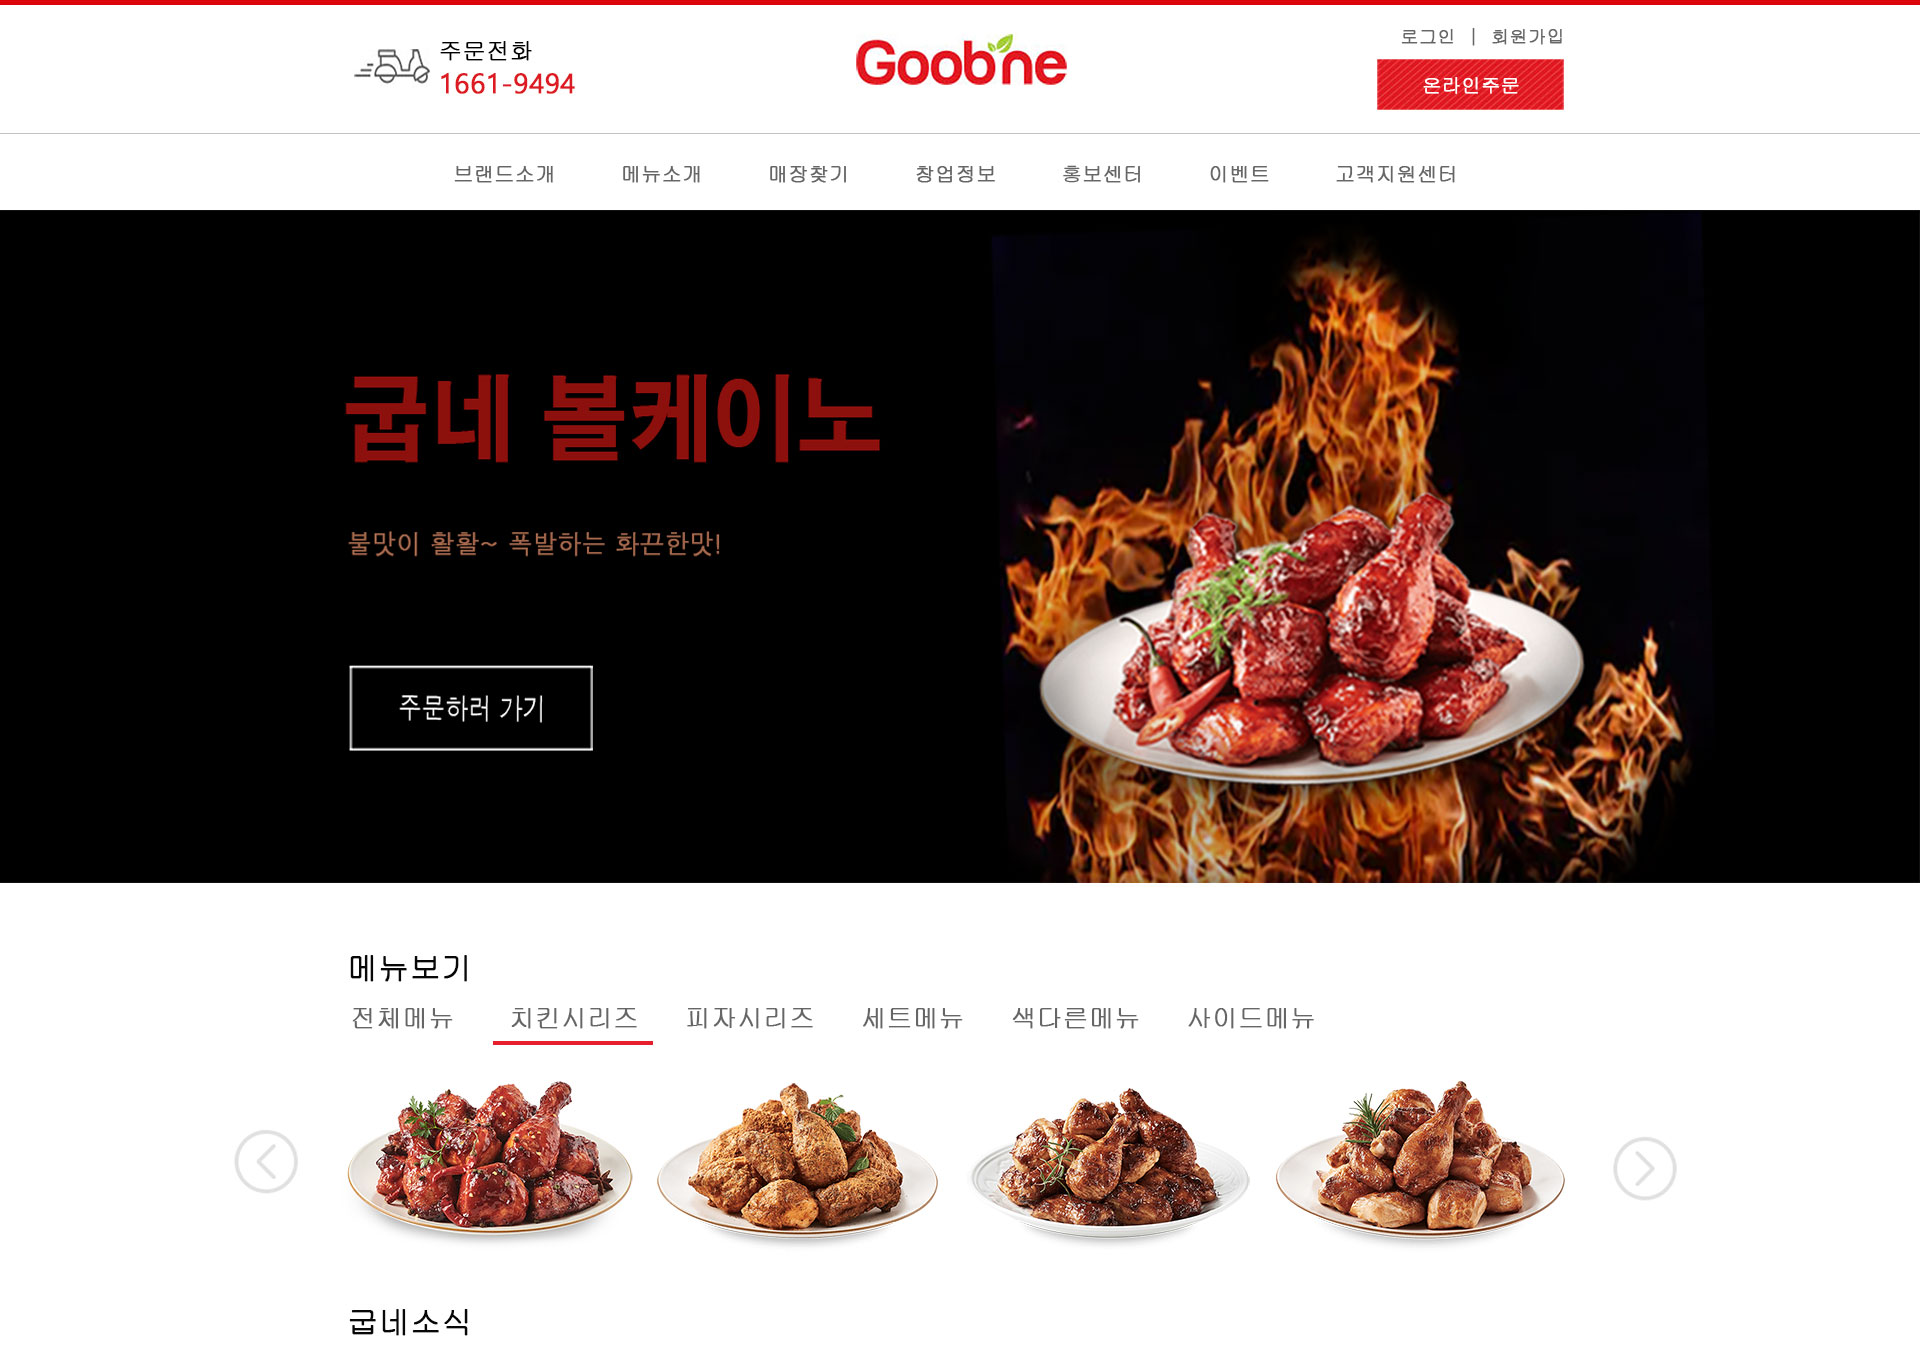 주문전화
1661-9494
Goobne
로그인 | 회원가입
온라인주문
브랜드소개 메뉴소개 매장찾기 창업정보 홍보센터 이벤트 고객지원센터
굽네 볼케이노
불맛이 활활~ 폭발하는 화끈한맛!
주문하러 가기
메뉴보기
전체메뉴 치킨시리즈 피자시리즈 세트메뉴 색다른메뉴 사이드메뉴
굽네소식